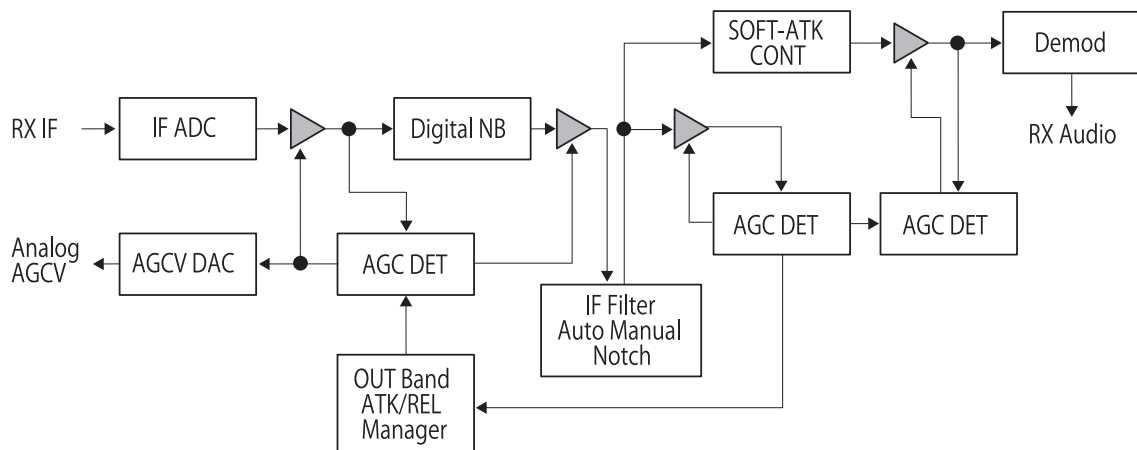 SOFT-ATK
CONT
Demod
RX IF
IF ADC
Digital NB
RX Audio
Analog
AGCV
AGCV DAC
AGC DET
AGC DET
AGC DET
IF Filter
Auto Manual
Notch
OUT Band
ATK/REL
Manager